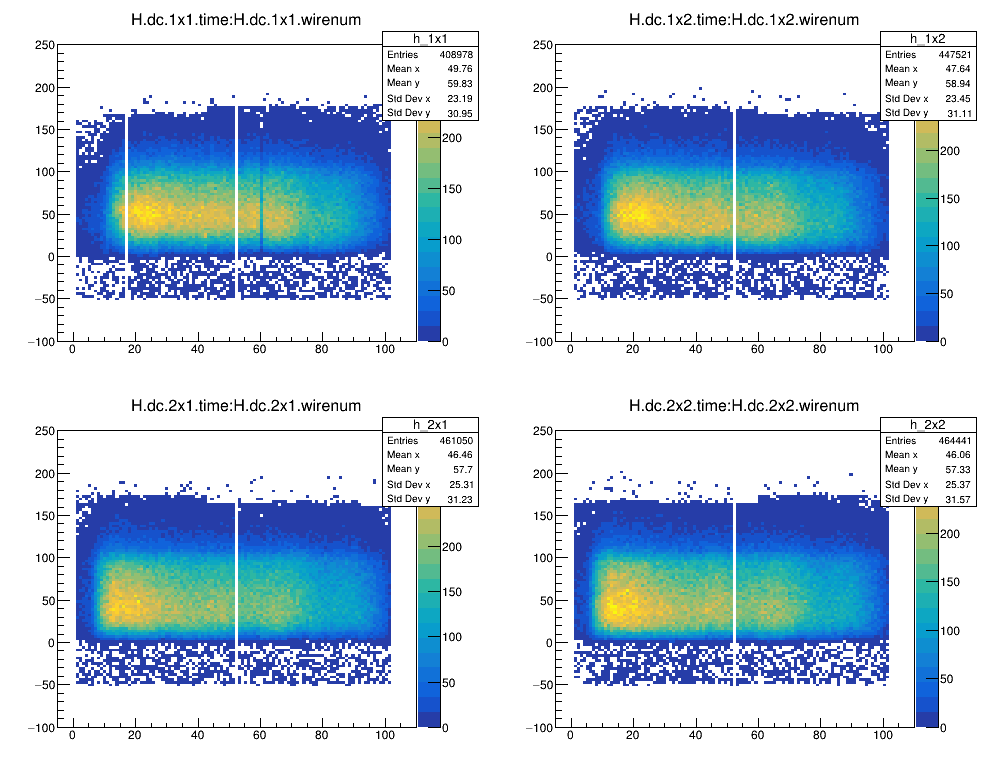 H.dc.1x1.time:H.dc.1x1.wirenum
h_1x1
Entries 408978
Mean x 49.76
Mean y 59.83
Std Dev x 23.19
Std Dev y 30.95
250
200
150
100
50
0
−50
−100
0 20 40 60 80 100
200
150
100
50
0
H.dc.1x2.time:H.dc.1x2.wirenum
h_1x2
Entries 447521
Mean x 47.64
Mean y 58.94
Std Dev x 23.45
Std Dev y 31.11
250
200
150
100
50
0
−50
−100
0 20 40 60 80 100
200
150
100
50
0
H.dc.2x1.time:H.dc.2x1.wirenum
h_2x1
Entries 461050
Mean x 46.46
Mean y 57.7
Std Dev x 25.31
Std Dev y 31.23
250
200
150
100
50
0
−50
−100
0 20 40 60 80 100
200
150
100
50
0
H.dc.2x2.time:H.dc.2x2.wirenum
h_2x2
Entries 464441
Mean x 46.06
Mean y 57.33
Std Dev x 25.37
Std Dev y 31.57
250
200
150
100
50
0
−50
−100
0 20 40 60 80 100
200
150
100
50
0